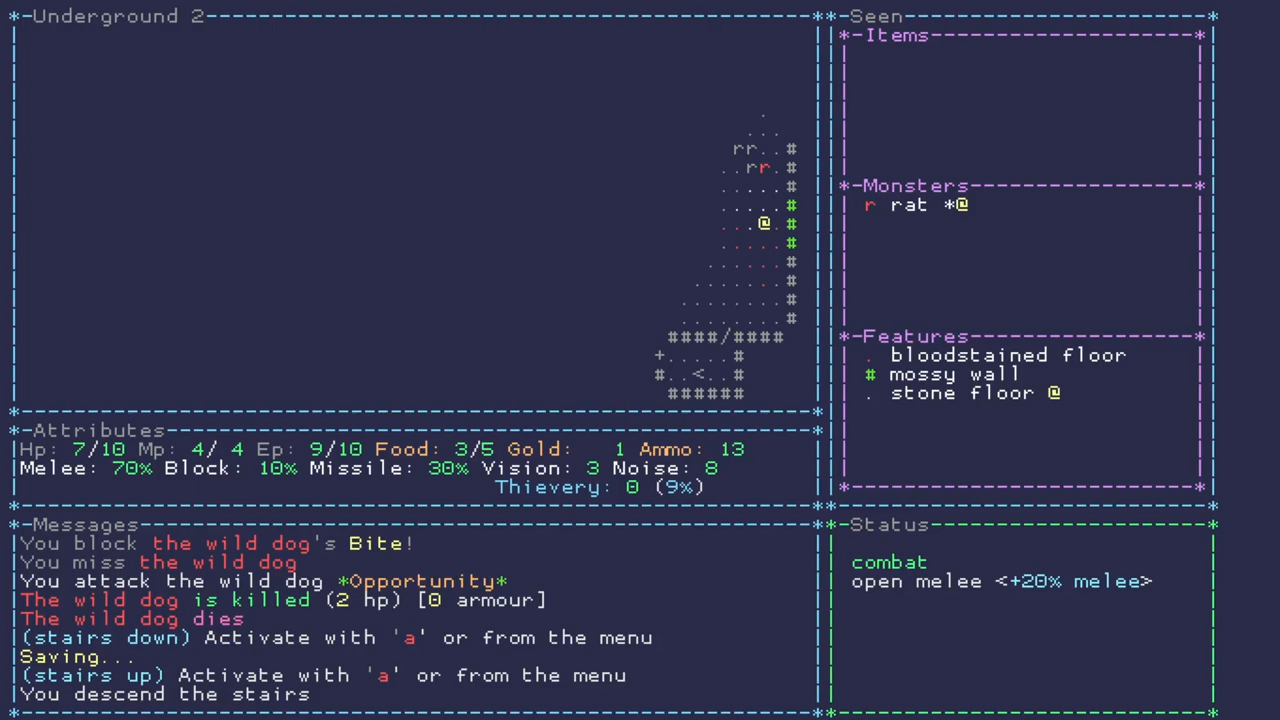 Underground 2
. 
. . .
rr..#
..rr.#
.....#
.....#
...@.#
.....#
......#
.......#
........#
........#
####/####
+.....#
#..<..#
######
Attributes
Hp: 7/10 Mp: 4/ 4 Ep: 9/10 Food: 3/5 Gold:   1 Ammo: 13
Melee: 70% Block: 10% Missile: 30% Vision: 3 Noise: 8
Thievery: 0 (9%)
Messages
You block the wild dog's Bite!
You miss the wild dog
You attack the wild dog *Opportunity*
The wild dog is killed (2 hp) [0 armour]
The wild dog dies
(stairs down) Activate with 'a' or from the menu
Saving...
(stairs up) Activate with 'a' or from the menu
You descend the stairs
Seen
Items
Monsters
r rat *@
Features
. bloodstained floor
# mossy wall
. stone floor @
Status
combat
open melee <+20% melee>